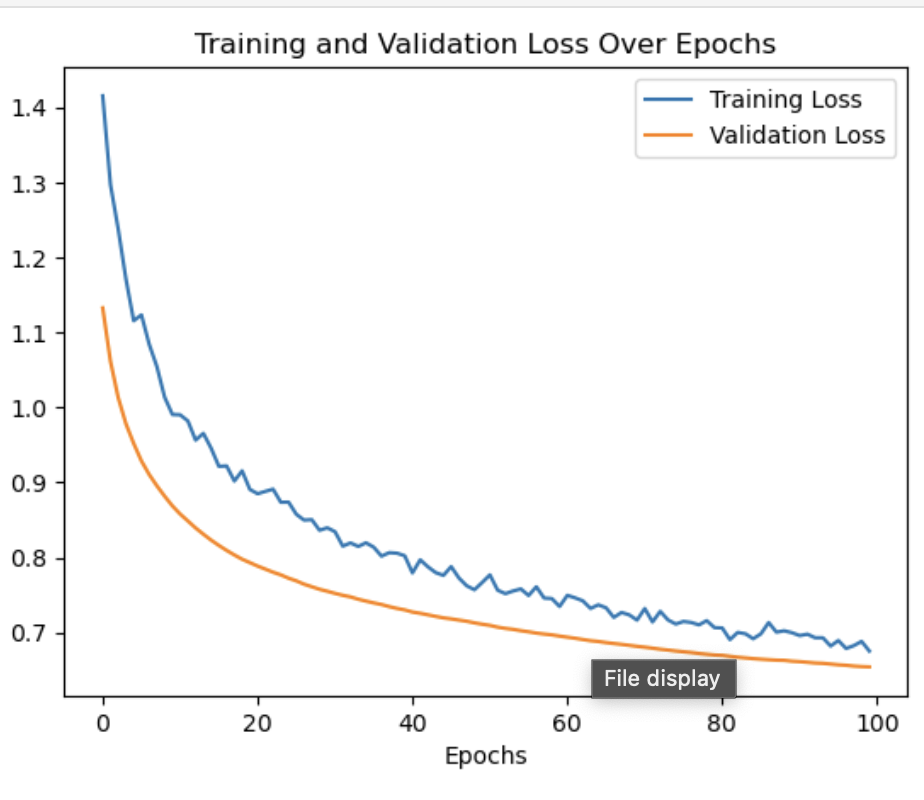 Training and Validation Loss Over Epochs
Training Loss
Validation Loss
1.4
1.3
1.2
1.1
1.0
0.9
0.8
0.7
File display
0 20 40 60 80 100
Epochs